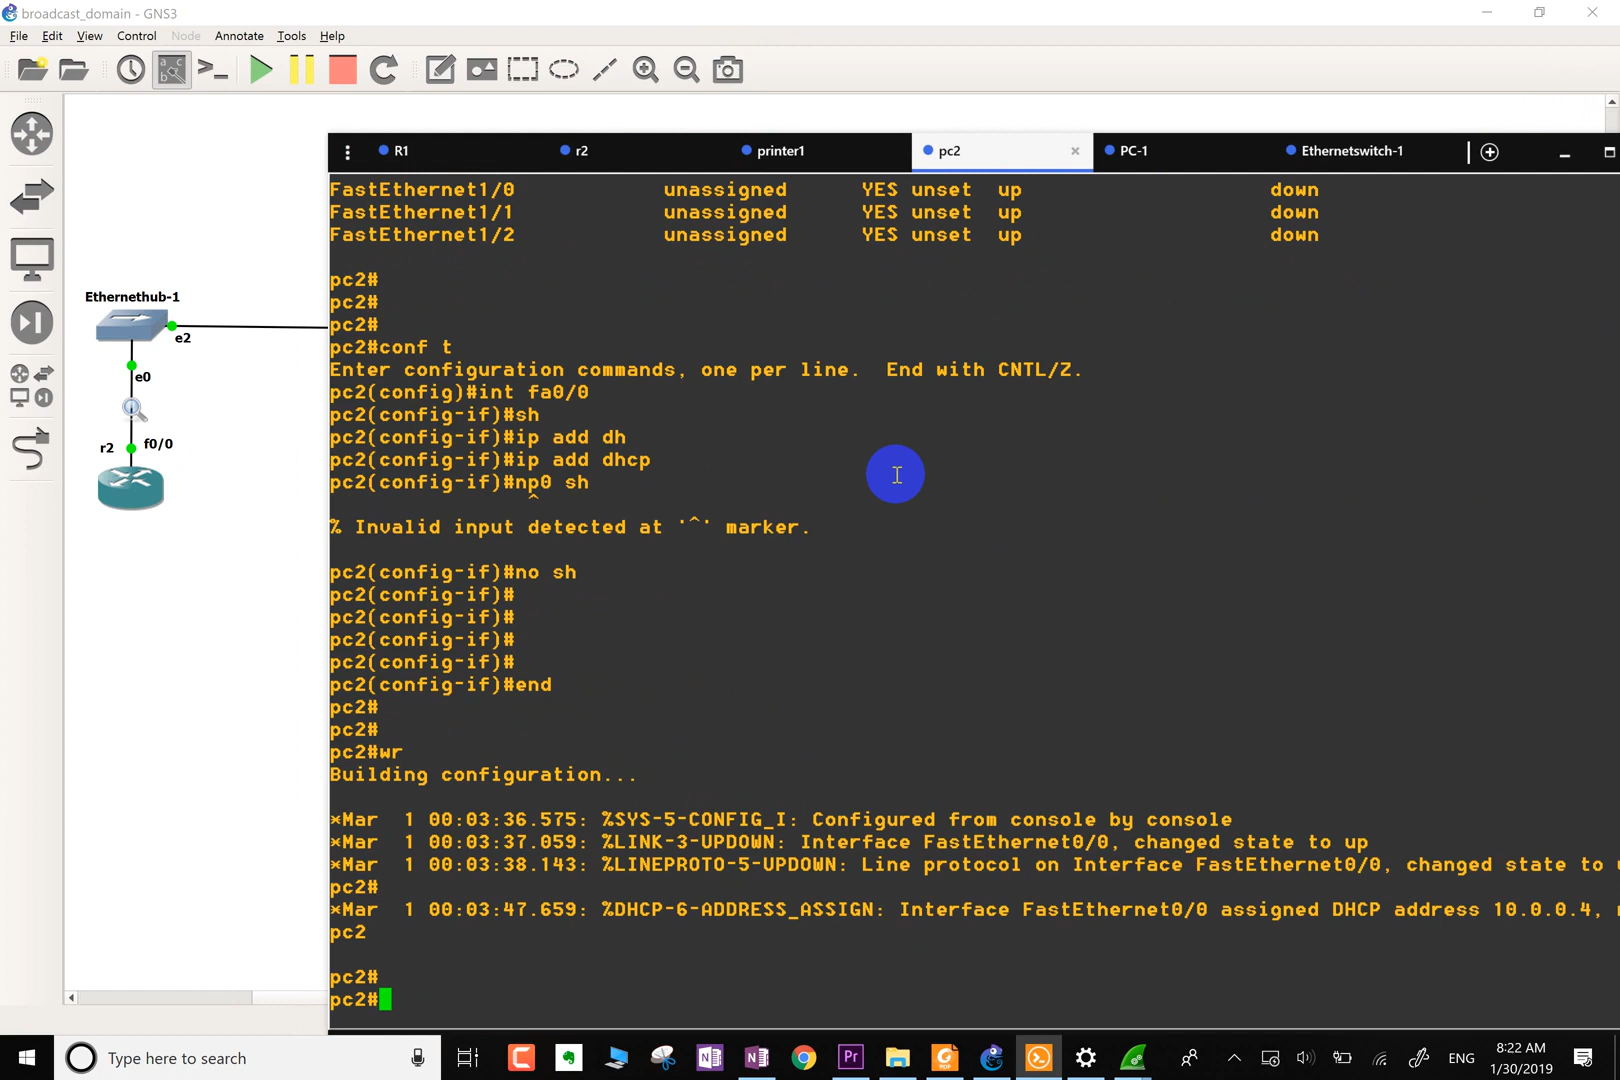 broadcast_domain - GNS3
File Edit View Control Node Annotate Tools Help
R1 r2 printer1 pc2 PC-1 Ethernetswitch-1
FastEthernet1/0 unassigned YES unset up down
FastEthernet1/1 unassigned YES unset up down
FastEthernet1/2 unassigned YES unset up down
pc2#
pc2#
pc2#
pc2#conf t
Enter configuration commands, one per line. End with CNTL/Z.
pc2(config)#int fa0/0
pc2(config-if)#sh
pc2(config-if)#ip add dh
pc2(config-if)#ip add dhcp
pc2(config-if)#np0 sh
^
% Invalid input detected at '^' marker.
pc2(config-if)#no sh
pc2(config-if)#
pc2(config-if)#
pc2(config-if)#
pc2(config-if)#
pc2(config-if)#end
pc2#
pc2#
pc2#wr
Building configuration...
*Mar 1 00:03:36.575: %SYS-5-CONFIG_I: Configured from console by console
*Mar 1 00:03:37.059: %LINK-3-UPDOWN: Interface FastEthernet0/0, changed state to up
*Mar 1 00:03:38.143: %LINEPROTO-5-UPDOWN: Line protocol on Interface FastEthernet0/0, changed state to
pc2#
*Mar 1 00:03:47.659: %DHCP-6-ADDRESS_ASSIGN: Interface FastEthernet0/0 assigned DHCP address 10.0.0.4,
pc2
pc2#
pc2#
Ethernethub-1
e2
e0
r2 f0/0
Type here to search
ENG
8:22 AM
1/30/2019